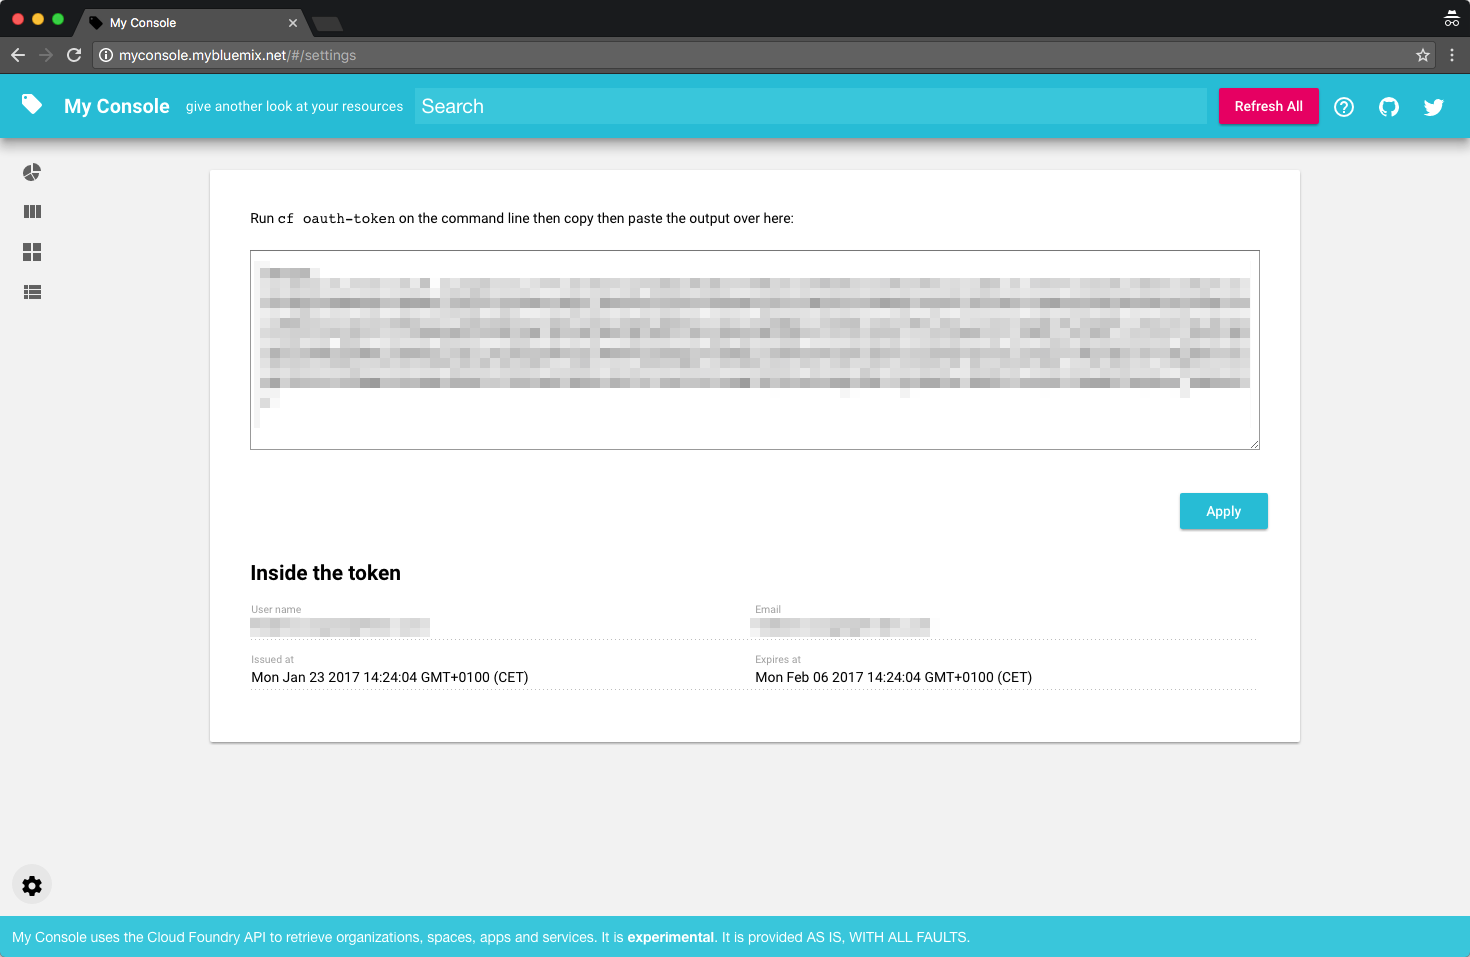 My Console
myconsole.mybluemix.net/#/settings
My Console give another look at your resources Search Refresh All
Run cf oauth-token on the command line then copy then paste the output over here:
Apply
Inside the token
User name Email
Issued at Expires at
Mon Jan 23 2017 14:24:04 GMT+0100 (CET) Mon Feb 06 2017 14:24:04 GMT+0100 (CET)
My Console uses the Cloud Foundry API to retrieve organizations, spaces, apps and services. It is experimental. It is provided AS IS, WITH ALL FAULTS.